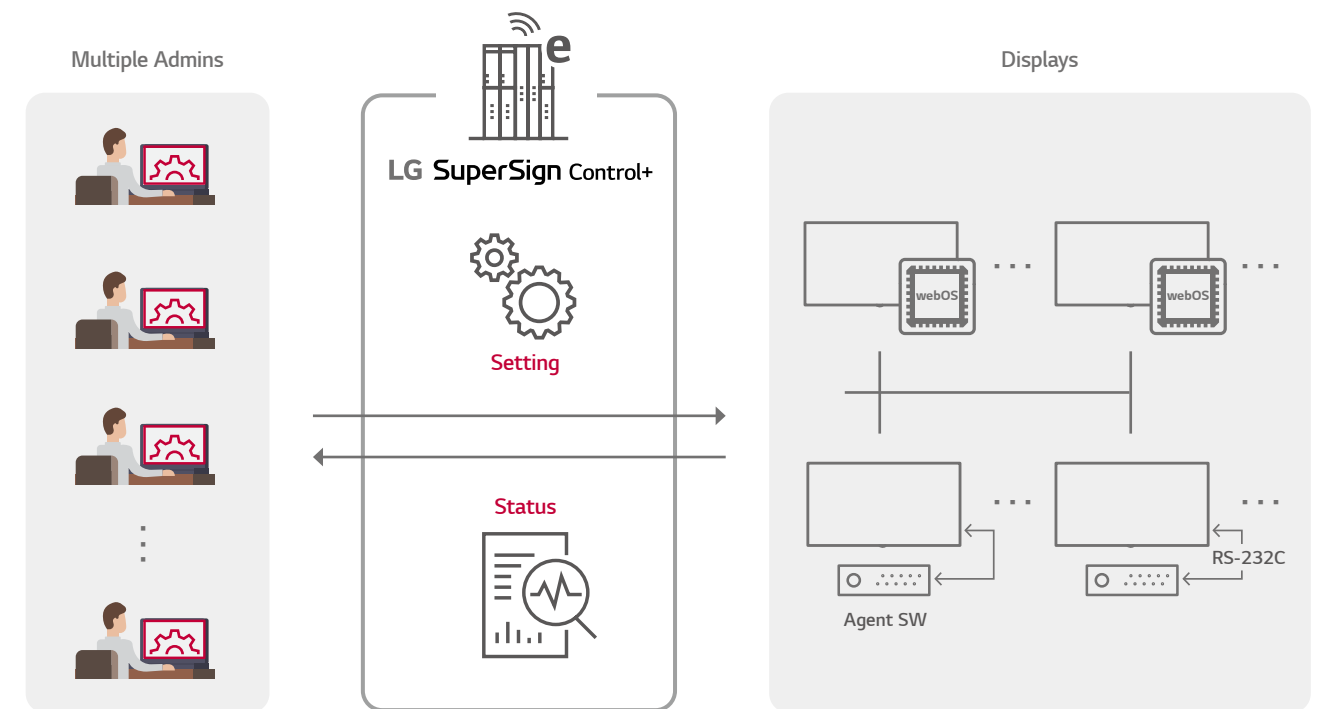 Multiple Admins
e
Displays
LG SuperSign Control+
webOS
webOS
Setting
Status
RS-232C
Agent SW